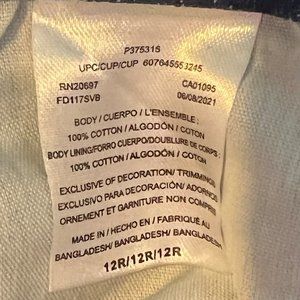 P37531S
UPC/CUP/CUP 607645553245
RN20697 CA01095
FD117SVB 06/08/2021
BODY / CUERPO / L'ENSEMBLE :
100% COTTON / ALGODÓN / COTON
BODY LINING/FORRO CUERPO/DOUBLURE DE CORPS :
100% COTTON / ALGODÓN / COTON
EXCLUSIVE OF DECORATION/ TRIMMINGS
EXCLUSIVO PARA DECORACIÓN/ ADORNOS
ORNEMENT ET GARNITURE NON COMPRIS
MADE IN / HECHO EN / FABRIQUÉ AU
BANGLADESH/ BANGLADESH/ BANGLADESH
12R/12R/12R